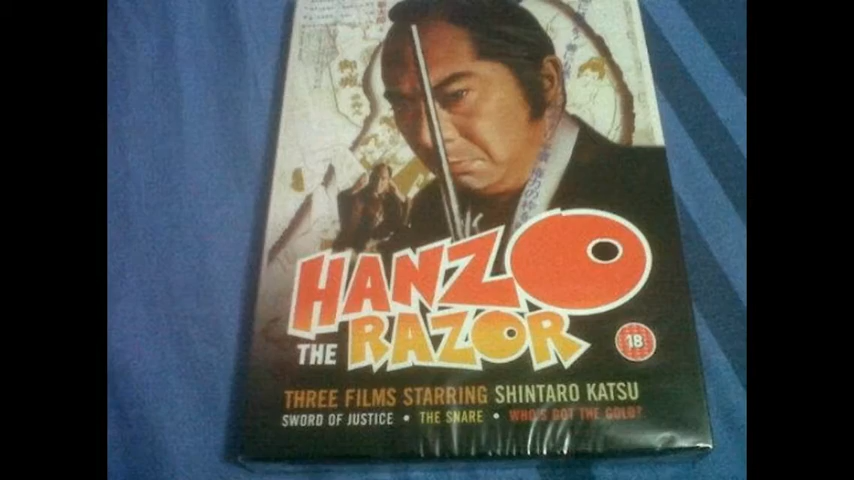 HANZO
THE RAZOR
18
THREE FILMS STARRING SHINTARO KATSU
SWORD OF JUSTICE • THE SNARE • WHO'S GOT THE GOLD?